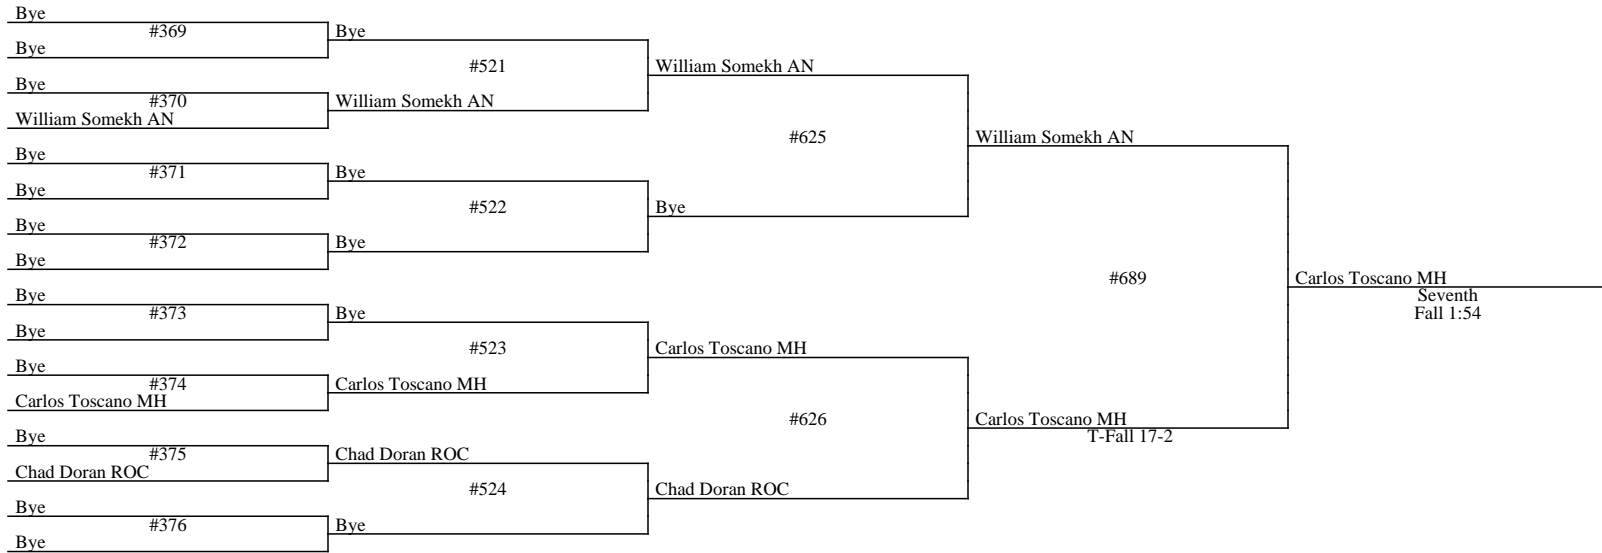 Bye
#369
Bye
Bye
#370
William Somekh AN
Bye
#371
Bye
Bye
#372
Bye
Bye
#373
Bye
Bye
#374
Carlos Toscano MH
Bye
#375
Chad Doran ROC
Bye
#376
Bye
Bye
#521
William Somekh AN
Bye
#522
Bye
Bye
#523
Carlos Toscano MH
Chad Doran ROC
#524
Bye
William Somekh AN
#625
Bye
Carlos Toscano MH
#626
Chad Doran ROC
William Somekh AN
#689
Carlos Toscano MH
T-Fall 17-2
Carlos Toscano MH
Seventh
Fall 1:54